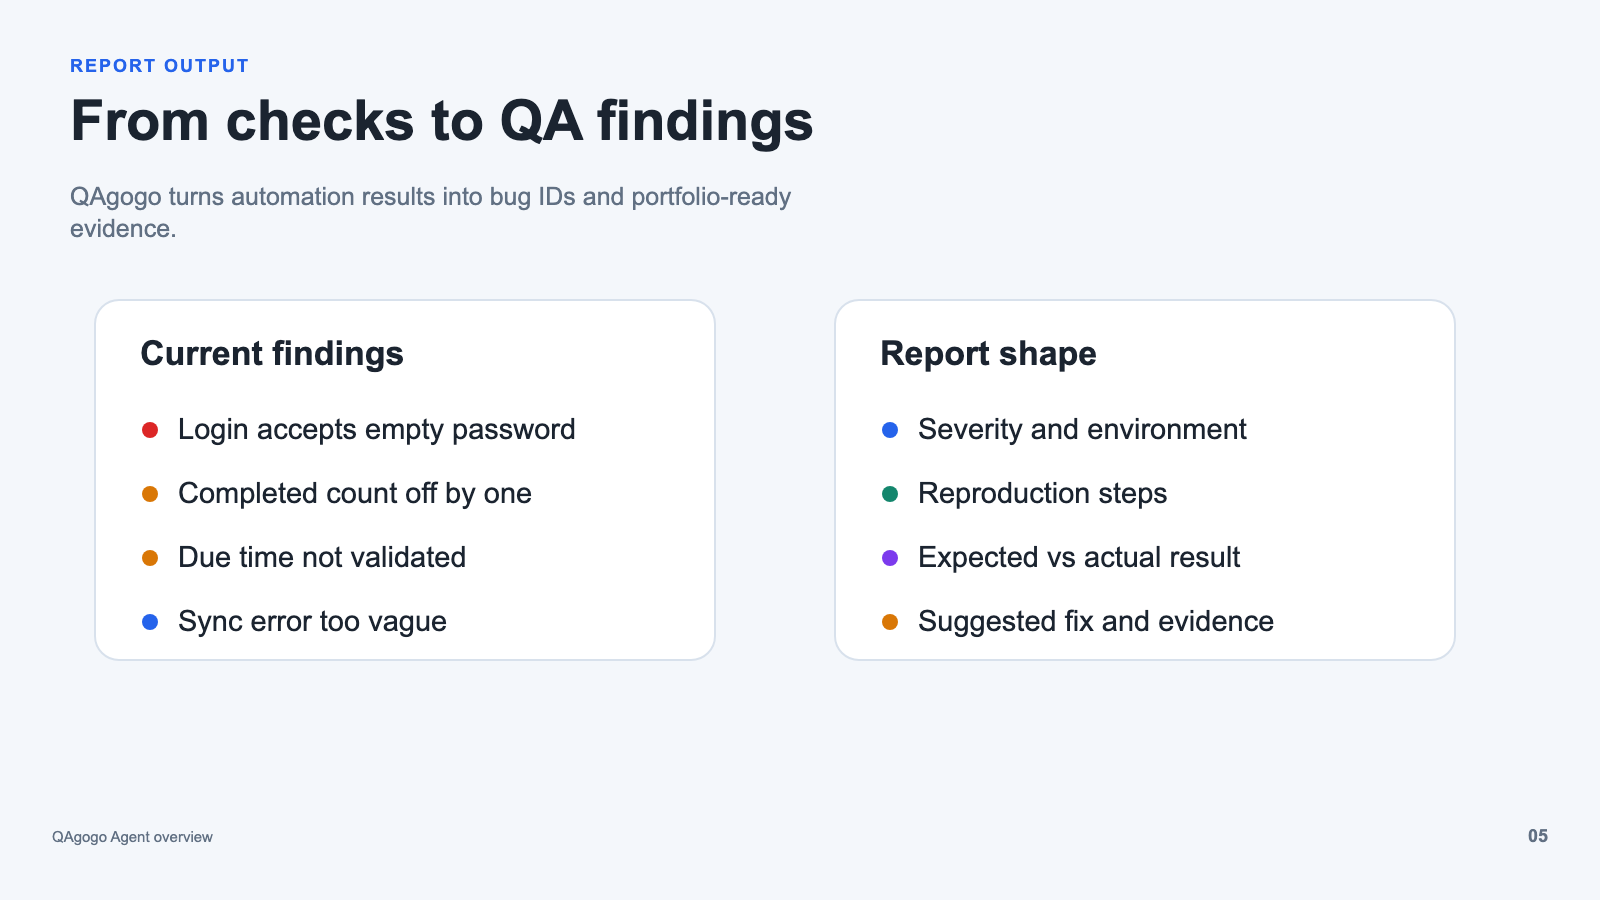 REPORT OUTPUT
From checks to QA findings
QAgogo turns automation results into bug IDs and portfolio-ready
evidence.
Current findings
Login accepts empty password
Completed count off by one
Due time not validated
Sync error too vague
Report shape
Severity and environment
Reproduction steps
Expected vs actual result
Suggested fix and evidence
QAgogo Agent overview
05